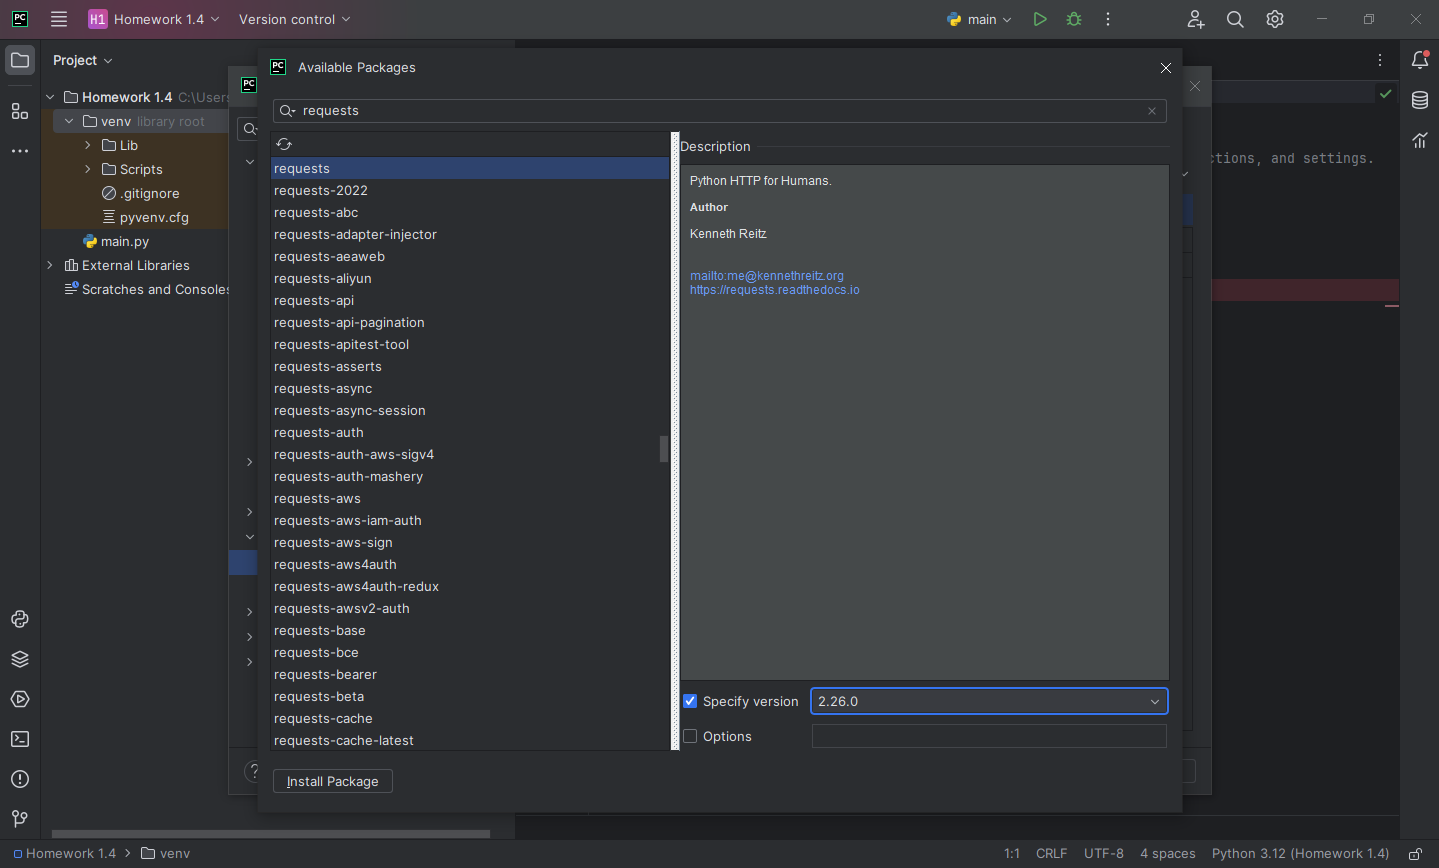 PC
H1 Homework 1.4
Version control
main
Project
Homework 1.4 C:\Users
venv library root
Lib
Scripts
.gitignore
pyvenv.cfg
main.py
External Libraries
Scratches and Consoles
PC
PC Available Packages
requests
requests
requests-2022
requests-abc
requests-adapter-injector
requests-aeaweb
requests-aliyun
requests-api
requests-api-pagination
requests-apitest-tool
requests-asserts
requests-async
requests-async-session
requests-auth
requests-auth-aws-sigv4
requests-auth-mashery
requests-aws
requests-aws-iam-auth
requests-aws-sign
requests-aws4auth
requests-aws4auth-redux
requests-awsv2-auth
requests-base
requests-bce
requests-bearer
requests-beta
requests-cache
requests-cache-latest
Description
Python HTTP for Humans.
Author
Kenneth Reitz
mailto:me@kennethreitz.org
https://requests.readthedocs.io
Specify version 2.26.0
Options
Install Package
?
ctions, and settings.
Homework 1.4 > venv
1:1 CRLF UTF-8 4 spaces Python 3.12 (Homework 1.4)